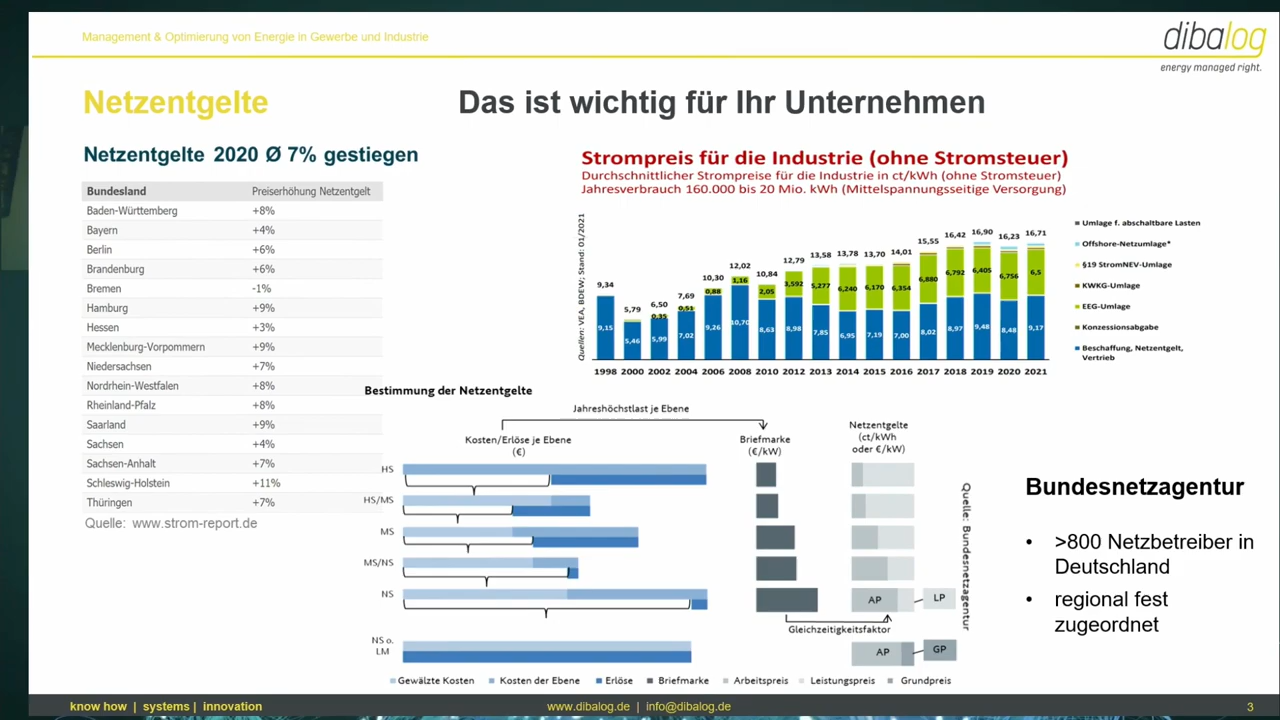 Management & Optimierung von Energie in Gewerbe und Industrie
dibalog
energy managed right.
Netzentgelte
Das ist wichtig für Ihr Unternehmen
Netzentgelte 2020 Ø 7% gestiegen
Bundesland Preiserhöhung Netzentgelt
Baden-Württemberg +8%
Bayern +4%
Berlin +6%
Brandenburg +6%
Bremen -1%
Hamburg +9%
Hessen +3%
Mecklenburg-Vorpommern +9%
Niedersachsen +7%
Nordrhein-Westfalen +8%
Rheinland-Pfalz +8%
Saarland +9%
Sachsen +4%
Sachsen-Anhalt +7%
Schleswig-Holstein +11%
Thüringen +7%
Quelle: www.strom-report.de
Strompreis für die Industrie (ohne Stromsteuer)
Durchschnittlicher Strompreise für die Industrie in ct/kWh (ohne Stromsteuer)
Jahresverbrauch 160.000 bis 20 Mio. kWh (Mittelspannungsseitige Versorgung)
Quellen: VEA, BDEW; Stand: 01/2021
9,34 5,79 6,50 7,69 10,30 12,02 10,84 12,79 13,58 13,78 13,70 14,01 15,55 16,42 16,90 16,23 16,71
0,35 0,51 0,88 1,16 2,05 3,592 5,277 6,240 6,170 6,354 6,880 6,792 6,405 6,756 6,5
9,15 5,46 5,99 7,02 9,26 10,70 8,63 8,98 7,85 6,95 7,19 7,00 8,02 8,97 9,48 8,48 9,17
1998 2000 2002 2004 2006 2008 2010 2012 2013 2014 2015 2016 2017 2018 2019 2020 2021
Umlage f. abschaltbare Lasten
Offshore-Netzumlage*
§19 StromNEV-Umlage
KWKG-Umlage
EEG-Umlage
Konzessionsabgabe
Beschaffung, Netzentgelt,
Vertrieb
Bestimmung der Netzentgelte
Jahreshöchstlast je Ebene
Kosten/Erlöse je Ebene
(€)
Briefmarke
(€/kW)
Netzentgelte
(ct/kWh
oder €/kW)
HS
HS/MS
MS
MS/NS
NS
AP LP
Gleichzeitigkeitsfaktor
NS o.
LM
AP GP
Quelle: Bundesnetzagentur
Gewälzte Kosten Kosten der Ebene Erlöse Briefmarke Arbeitspreis Leistungspreis Grundpreis
Bundesnetzagentur
• >800 Netzbetreiber in
Deutschland
• regional fest
zugeordnet
know how | systems | innovation
www.dibalog.de | info@dibalog.de
3